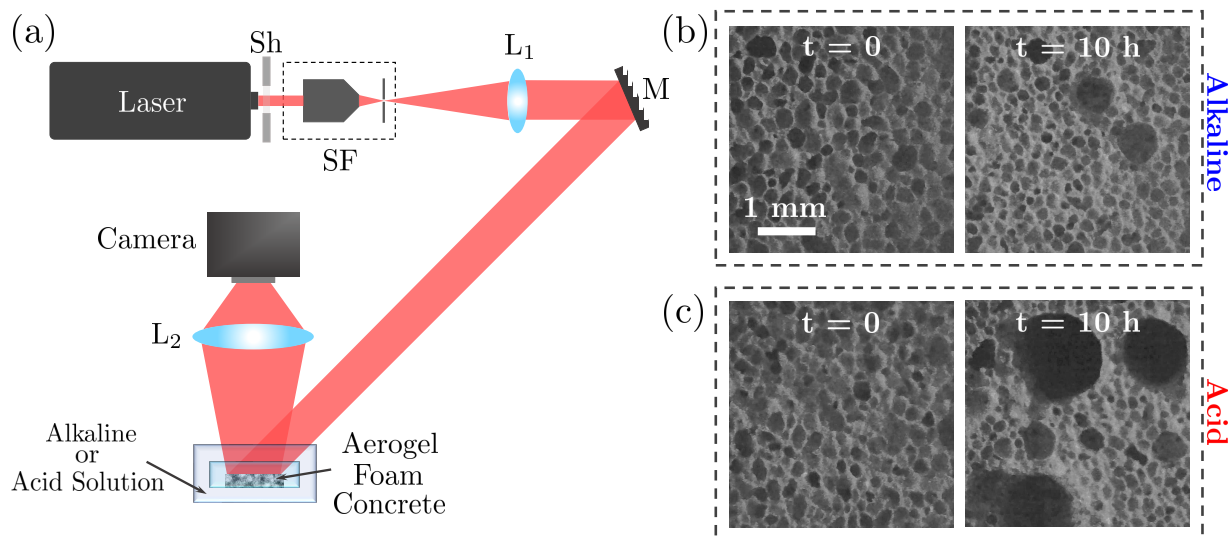 (a)
Sh
L₁
Laser
M
SF
Camera
L₂
Alkaline
or
Acid Solution
Aerogel
Foam
Concrete
(b)
t = 0
t = 10 h
1 mm
Alkaline
(c)
t = 0
t = 10 h
Acid